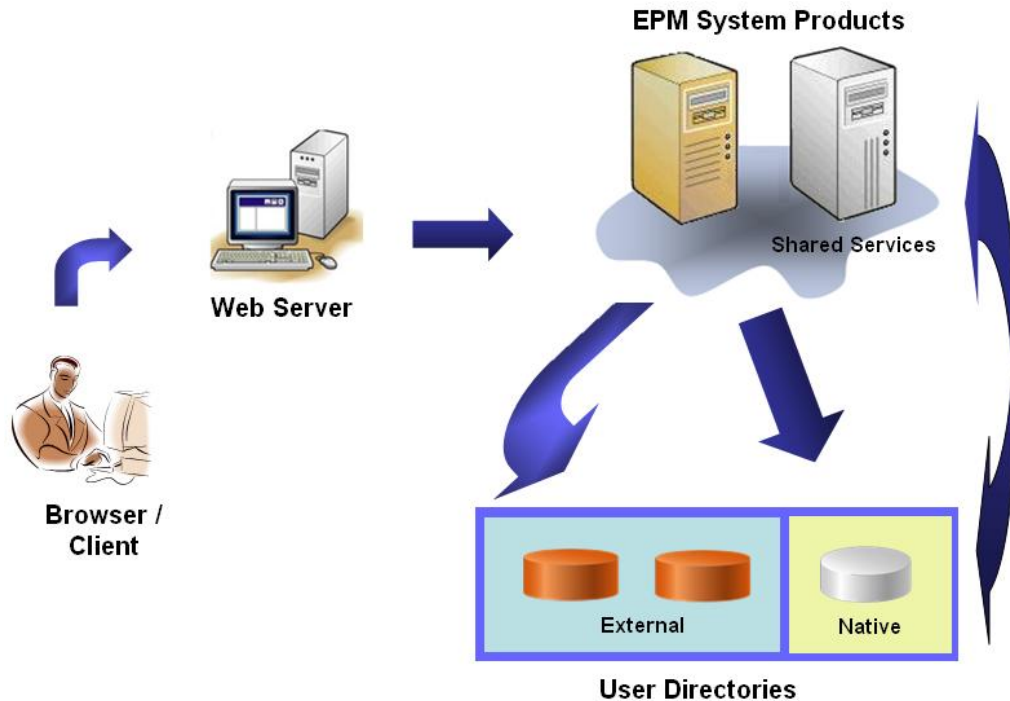 EPM System Products
Shared Services
Web Server
Browser /
Client
External
Native
User Directories